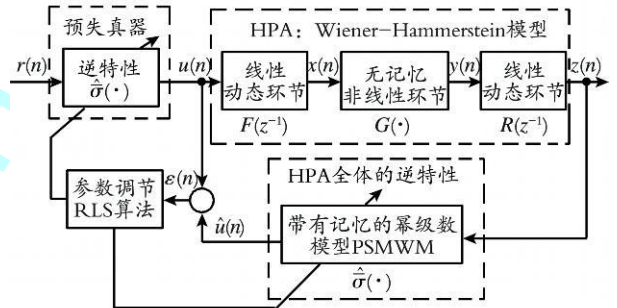 预失真器
HPA：Wiener-Hammerstein模型
r(n)
逆特性
σ̂(·)
u(n)
线性
动态环节
F(z⁻¹)
x(n)
无记忆
非线性环节
G(·)
y(n)
线性
动态环节
R(z⁻¹)
z(n)
参数调节
RLS算法
ε(n)
û(n)
HPA全体的逆特性
带有记忆的幂级数
模型PSMWM
σ̂(·)